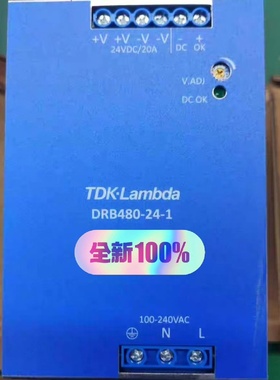 +V +V -V -V - +
24VDC/20A DC OK
V.ADJ
DC OK
TDK-Lambda
DRB480-24-1
全新100%
100-240VAC
N L